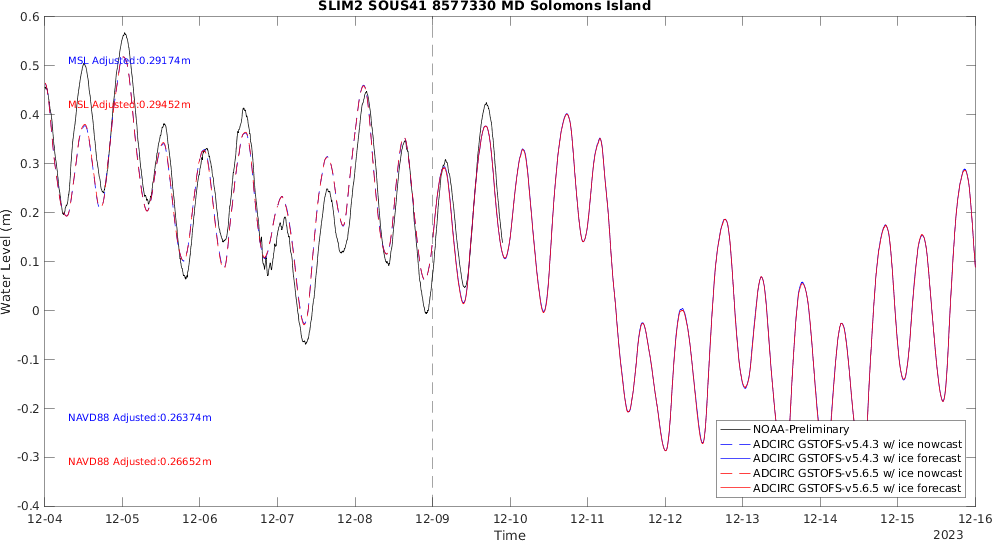 SLIM2 SOUS41 8577330 MD Solomons Island
0.6
0.5
0.4
0.3
0.2
0.1
0
-0.1
-0.2
-0.3
-0.4
Water Level (m)
MSL Adjusted:0.29174m
MSL Adjusted:0.29452m
NAVD88 Adjusted:0.26374m
NAVD88 Adjusted:0.26652m
NOAA-Preliminary
ADCIRC GSTOFS-v5.4.3 w/ ice nowcast
ADCIRC GSTOFS-v5.4.3 w/ ice forecast
ADCIRC GSTOFS-v5.6.5 w/ ice nowcast
ADCIRC GSTOFS-v5.6.5 w/ ice forecast
12-04 12-05 12-06 12-07 12-08 12-09 12-10 12-11 12-12 12-13 12-14 12-15 12-16
Time
2023